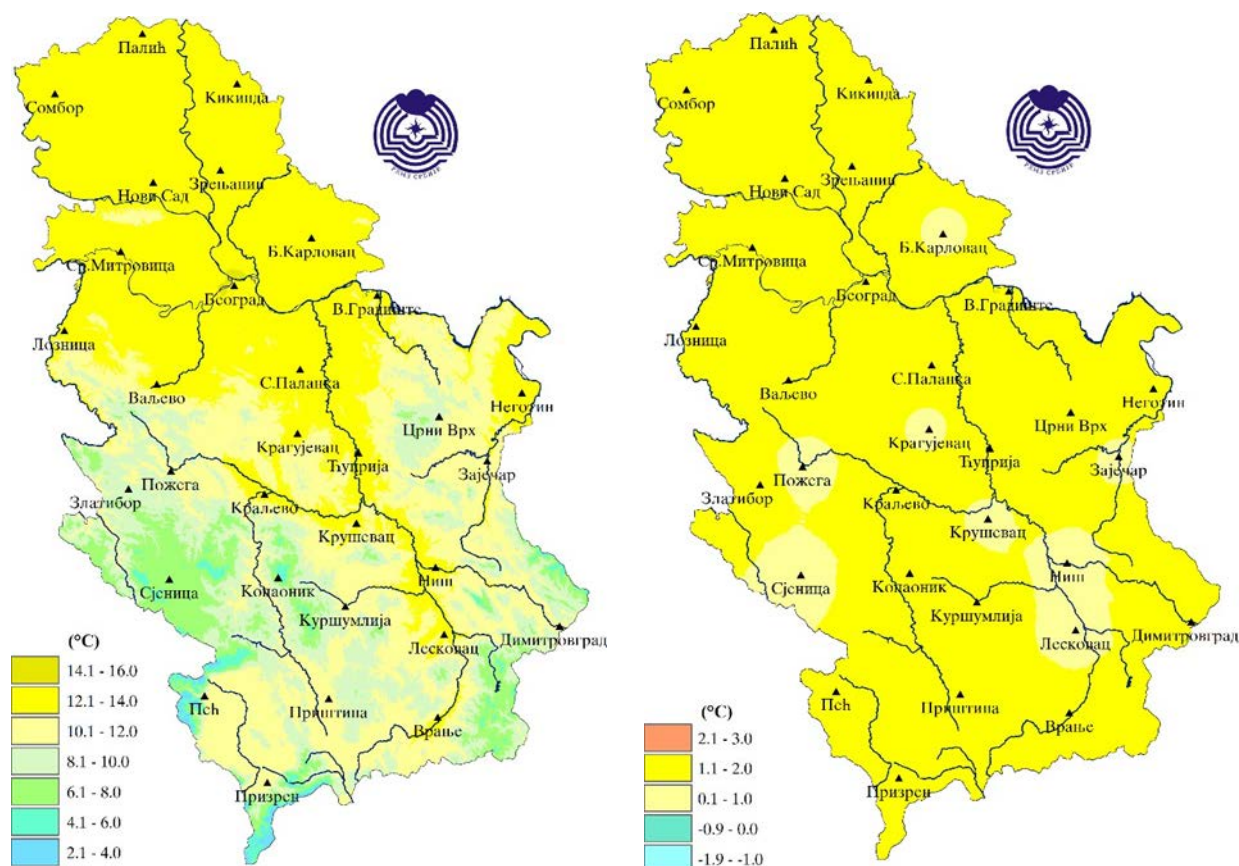 Палић
Кикинда
Сомбор
Зрењанин
Нови Сад
Б.Карловац
Ср.Митровица
Београд
В.Градиште
Лозница
С.Паланка
Ваљево
Неготин
Црни Врх
Крагујевац
Ћуприја
Зајечар
Пожега
Златибор
Краљево
Крушевац
Ниш
Сјеница
Копаоник
Куршумлија
Димитровград
Лесковац
Пећ
Приштина
Врање
Призрен
(°C)
14.1 - 16.0
12.1 - 14.0
10.1 - 12.0
8.1 - 10.0
6.1 - 8.0
4.1 - 6.0
2.1 - 4.0
РХМЗ СРБИЈЕ
Палић
Кикинда
Сомбор
Зрењанин
Нови Сад
Б.Карловац
Ср.Митровица
Београд
В.Градиште
Лозница
С.Паланка
Ваљево
Неготин
Црни Врх
Крагујевац
Ћуприја
Зајечар
Пожега
Златибор
Краљево
Крушевац
Ниш
Сјеница
Копаоник
Куршумлија
Димитровград
Лесковац
Пећ
Приштина
Врање
Призрен
(°C)
2.1 - 3.0
1.1 - 2.0
0.1 - 1.0
-0.9 - 0.0
-1.9 - -1.0
РХМЗ СРБИЈЕ